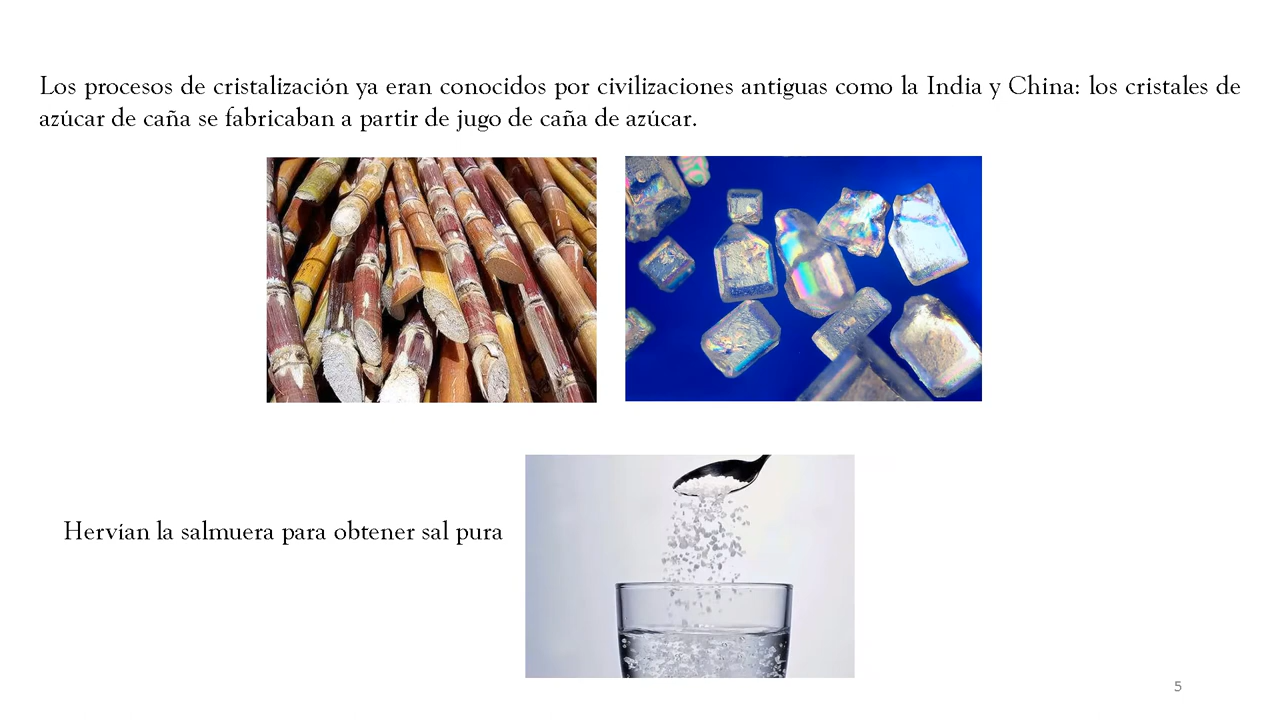 Los procesos de cristalización ya eran conocidos por civilizaciones antiguas como la India y China: los cristales de
azúcar de caña se fabricaban a partir de jugo de caña de azúcar.
Hervían la salmuera para obtener sal pura
5